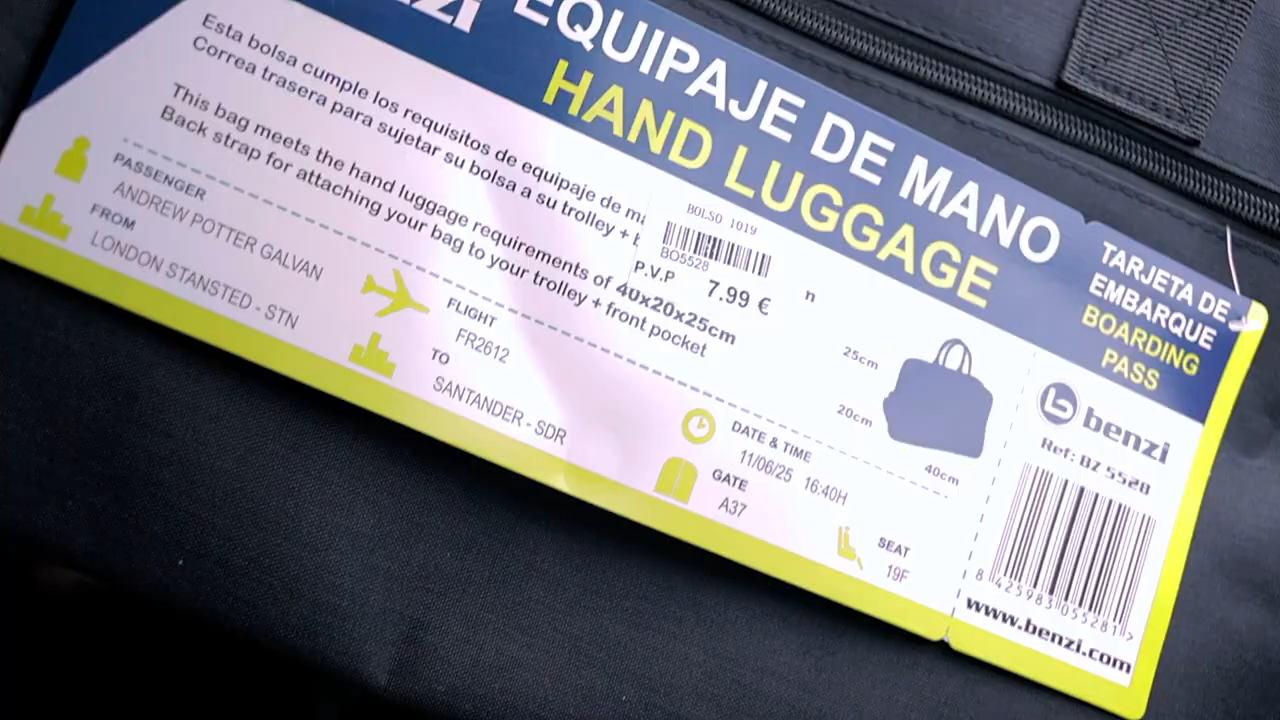 EQUIPAJE DE MANO
HAND LUGGAGE
Esta bolsa cumple los requisitos de equipaje de
Correa trasera para sujetar su bolsa a su trolley +
This bag meets the hand luggage requirements of 40x20x25cm
Back strap for attaching your bag to your trolley + front pocket
BOLSO 1019
BO5528
P.V.P 7.99 €
n
PASSENGER
ANDREW POTTER GALVAN
FROM
LONDON STANSTED - STN
FLIGHT
FR2612
TO
SANTANDER - SDR
DATE & TIME
11/06/25 16:40H
GATE
A37
SEAT
19F
25cm
20cm
40cm
TARJETA DE
EMBARQUE
BOARDING
PASS
benzi
Ref: BZ 5528
8 425983 055281 >
www.benzi.com